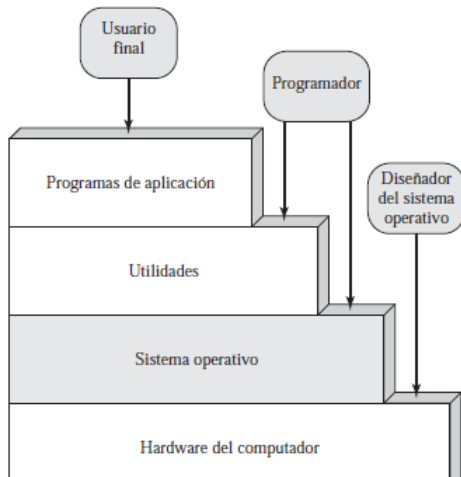 Usuario
final
Programador
Diseñador
del sistema
operativo
Programas de aplicación
Utilidades
Sistema operativo
Hardware del computador